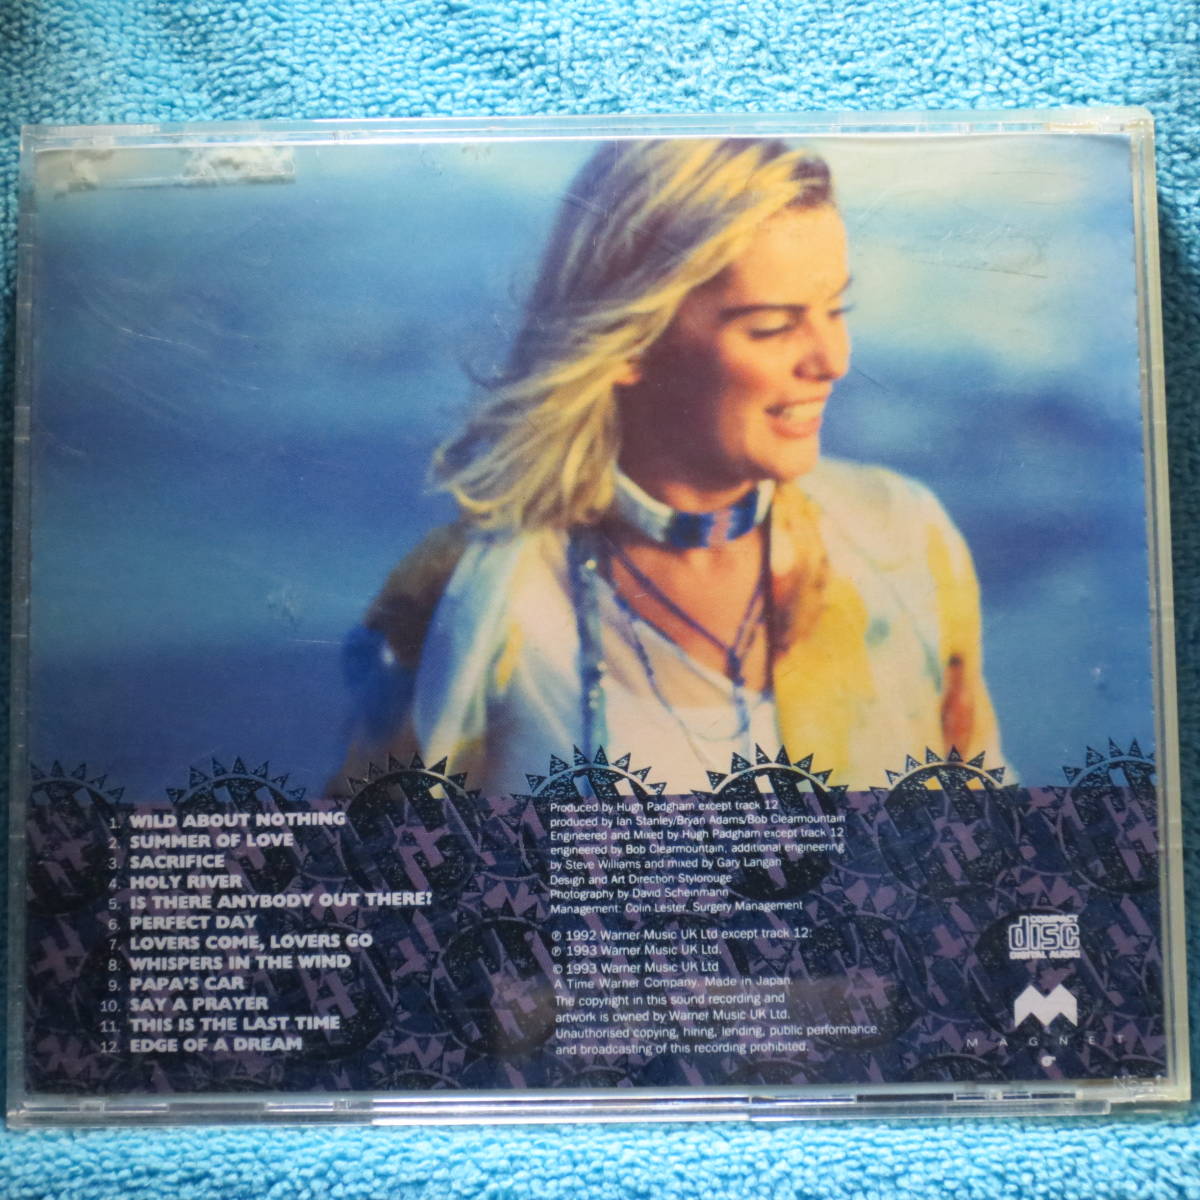 1. WILD ABOUT NOTHING
2. SUMMER OF LOVE
3. SACRIFICE
4. HOLY RIVER
5. IS THERE ANYBODY OUT THERE?
6. PERFECT DAY
7. LOVERS COME, LOVERS GO
8. WHISPERS IN THE WIND
9. PAPA'S CAR
10. SAY A PRAYER
11. THIS IS THE LAST TIME
12. EDGE OF A DREAM
Produced by Hugh Padgham except track 12
produced by Ian Stanley/Bryan Adams/Bob Clearmountain
Engineered and Mixed by Hugh Padgham except track 12
engineered by Bob Clearmountain, additional engineering
by Steve Williams and mixed by Gary Langan
Design and Art Direction Stylorouge
Photography by David Scheinmann
Management: Colin Lester, Surgery Management
℗ 1992 Warner Music UK Ltd except track 12:
℗ 1993 Warner Music UK Ltd.
© 1993 Warner Music UK Ltd
A Time Warner Company. Made in Japan.
The copyright in this sound recording and
artwork is owned by Warner Music UK Ltd.
Unauthorised copying, hiring, lending, public performance
and broadcasting of this recording prohibited.
COMPACT
disc
DIGITAL AUDIO
MAGNET